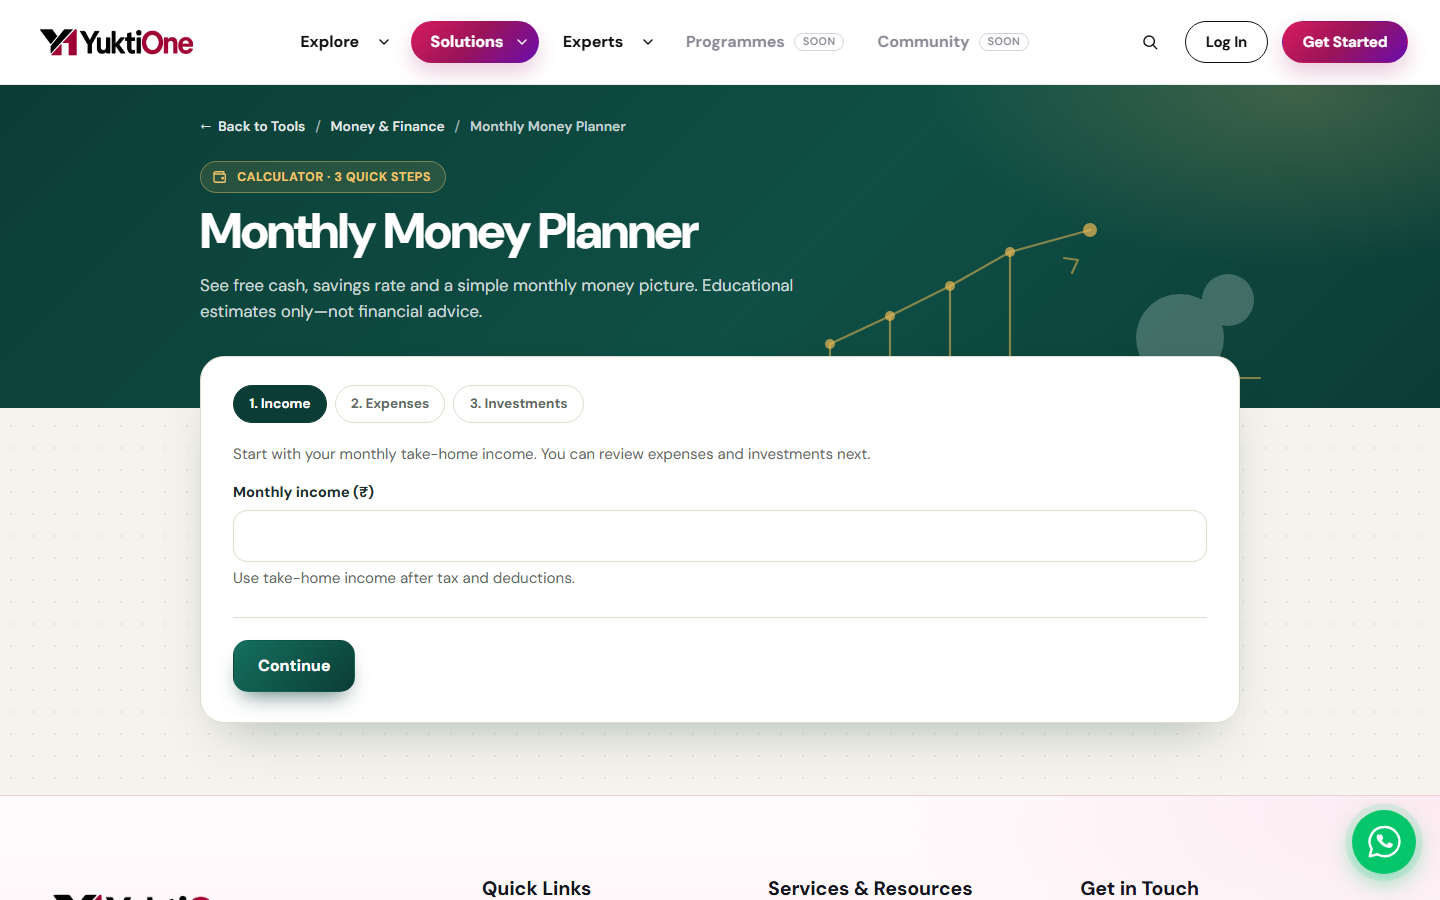 YuktiOne
Explore
Solutions
Experts
Programmes SOON
Community SOON
Log In
Get Started
← Back to Tools / Money & Finance / Monthly Money Planner
CALCULATOR · 3 QUICK STEPS
Monthly Money Planner
See free cash, savings rate and a simple monthly money picture. Educational
estimates only—not financial advice.
1. Income
2. Expenses
3. Investments
Start with your monthly take-home income. You can review expenses and investments next.
Monthly income (₹)
Use take-home income after tax and deductions.
Continue
Quick Links
Services & Resources
Get in Touch